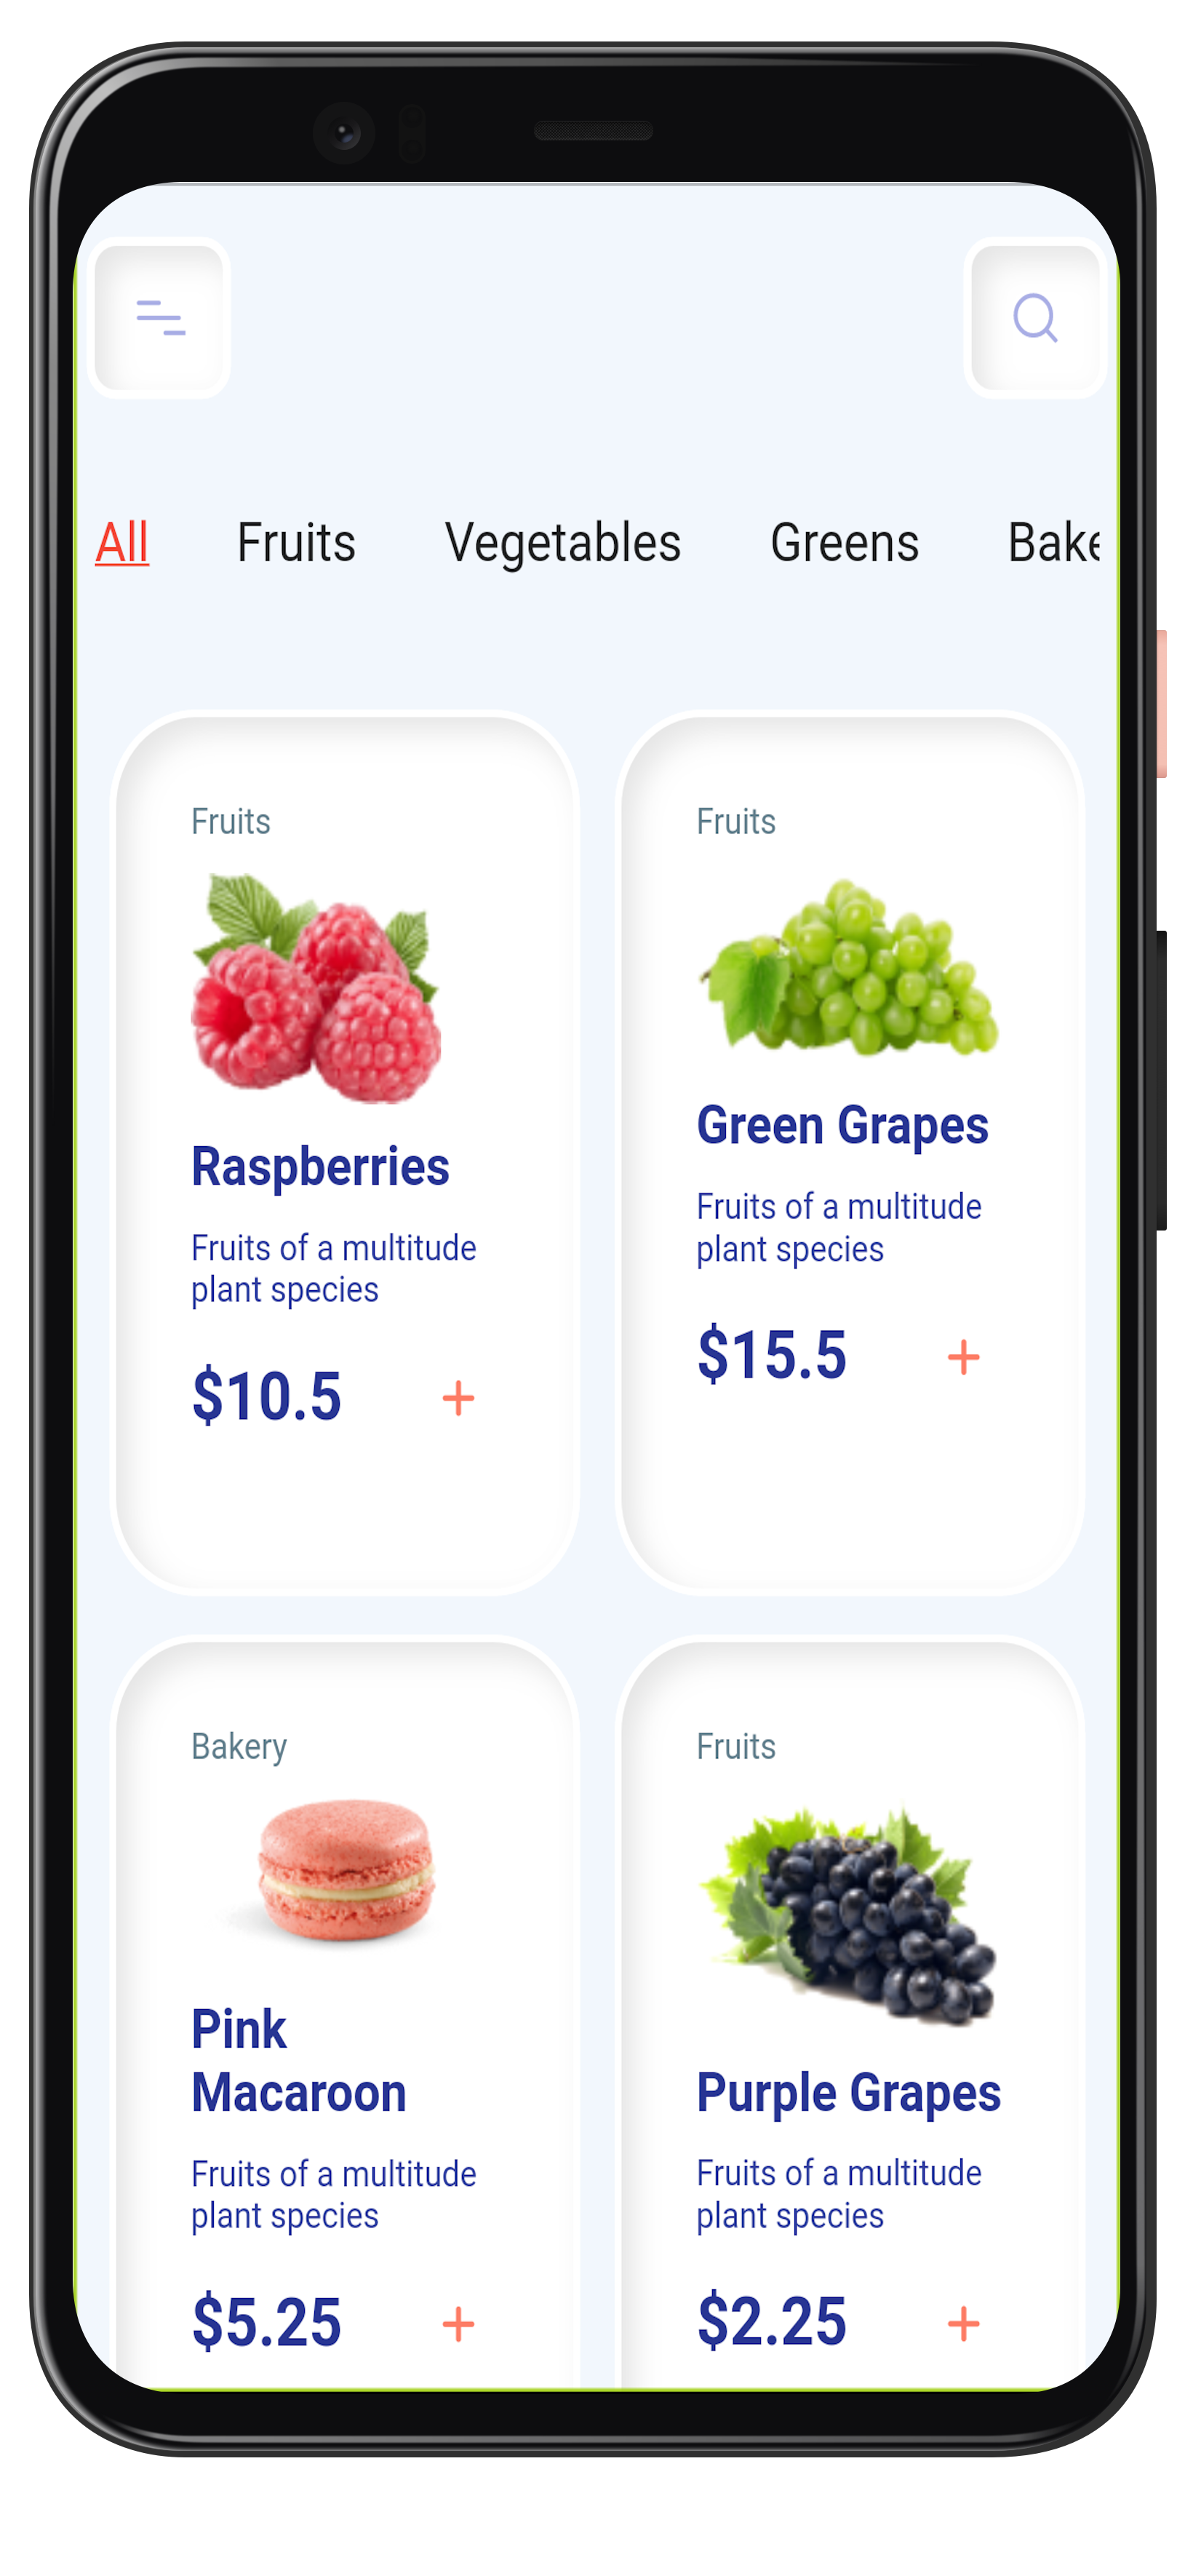 All Fruits Vegetables Greens Bake
Fruits
Raspberries
Fruits of a multitude
plant species
$10.5
Fruits
Green Grapes
Fruits of a multitude
plant species
$15.5
Bakery
Pink
Macaroon
Fruits of a multitude
plant species
$5.25
Fruits
Purple Grapes
Fruits of a multitude
plant species
$2.25